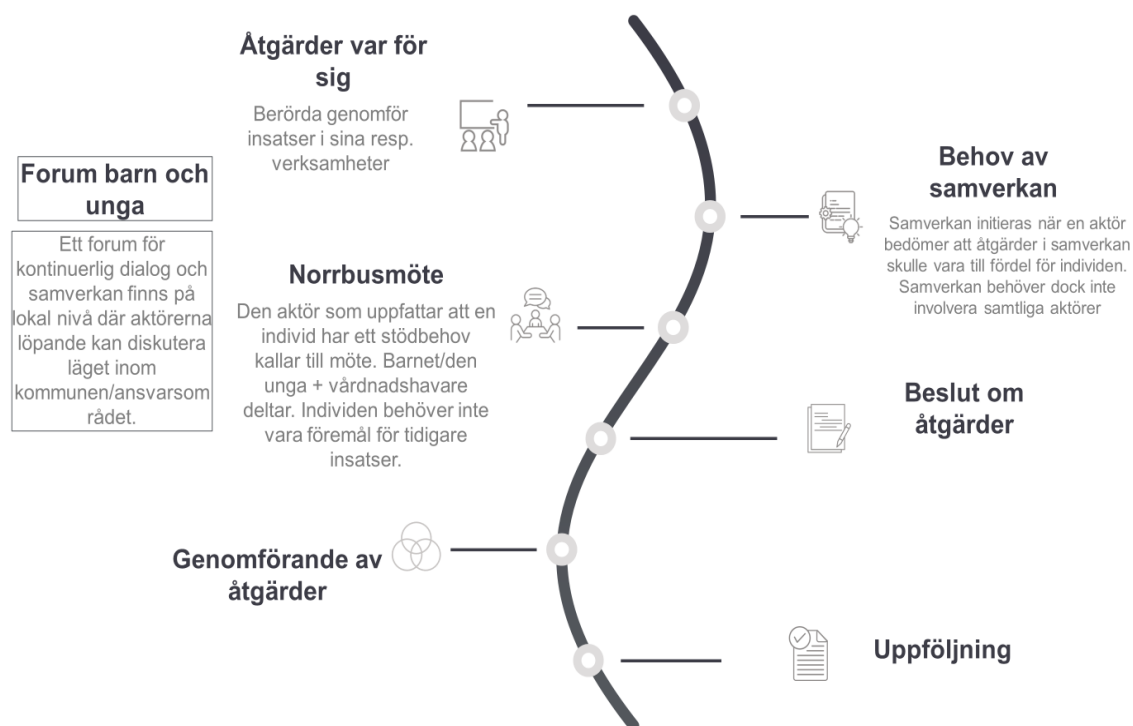 Åtgärder var för
sig
Berörda genomför
insatser i sina resp.
verksamheter
Forum barn och
unga
Ett forum för
kontinuerlig dialog och
samverkan finns på
lokal nivå där aktörerna
löpande kan diskutera
läget inom
kommunen/ansvarsom
rådet.
Behov av
samverkan
Samverkan initieras när en aktör
bedömer att åtgärder i samverkan
skulle vara till fördel för individen.
Samverkan behöver dock inte
involvera samtliga aktörer
Norrbusmöte
Den aktör som uppfattar att en
individ har ett stödbehov
kallar till möte. Barnet/den
unga + vårdnadshavare
deltar. Individen behöver inte
vara föremål för tidigare
insatser.
Beslut om
åtgärder
Genomförande av
åtgärder
Uppföljning